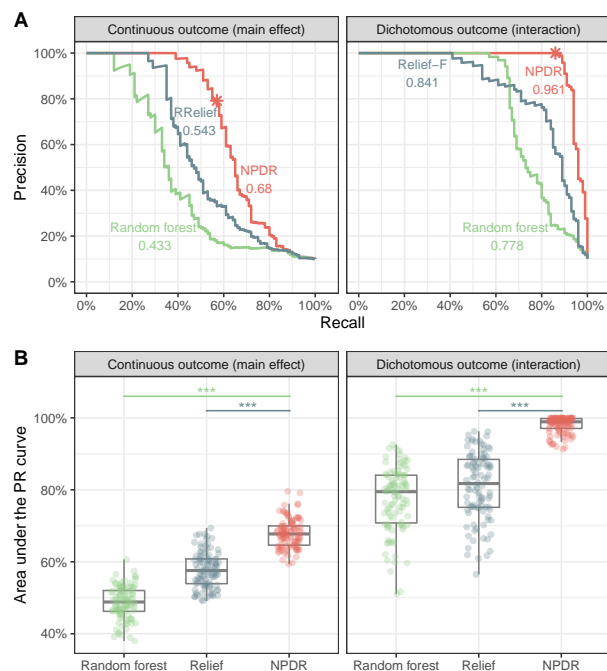 A
Continuous outcome (main effect)
Dichotomous outcome (interaction)
Precision
100%
80%
60%
40%
20%
0%
RRelief
0.543
NPDR
0.68
Random forest
0.433
Relief−F
0.841
NPDR
0.961
Random forest
0.778
0% 20% 40% 60% 80% 100%
0% 20% 40% 60% 80% 100%
Recall
B
Continuous outcome (main effect)
Dichotomous outcome (interaction)
Area under the PR curve
100%
80%
60%
40%
***
***
***
***
Random forest Relief NPDR
Random forest Relief NPDR